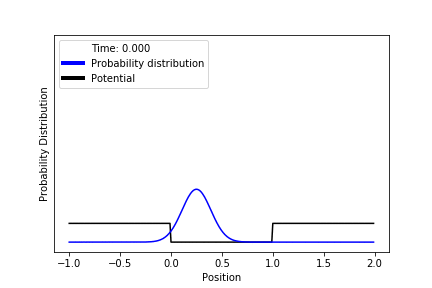 Time: 0.000
Probability distribution
Potential
Probability Distribution
−1.0 −0.5 0.0 0.5 1.0 1.5 2.0
Position